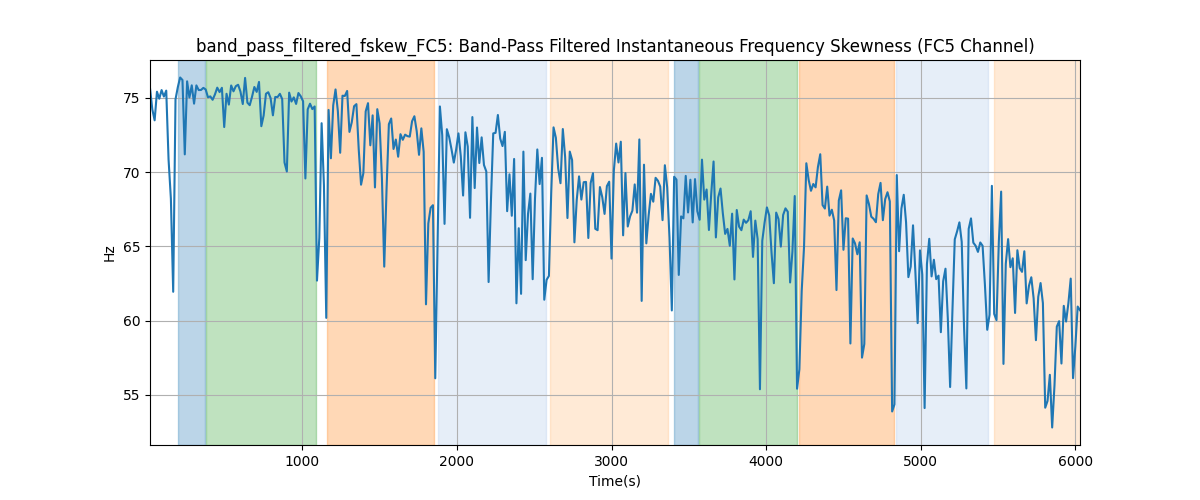 band_pass_filtered_fskew_FC5: Band-Pass Filtered Instantaneous Frequency Skewness (FC5 Channel)
75
70
65
60
55
Hz
1000 2000 3000 4000 5000 6000
Time(s)